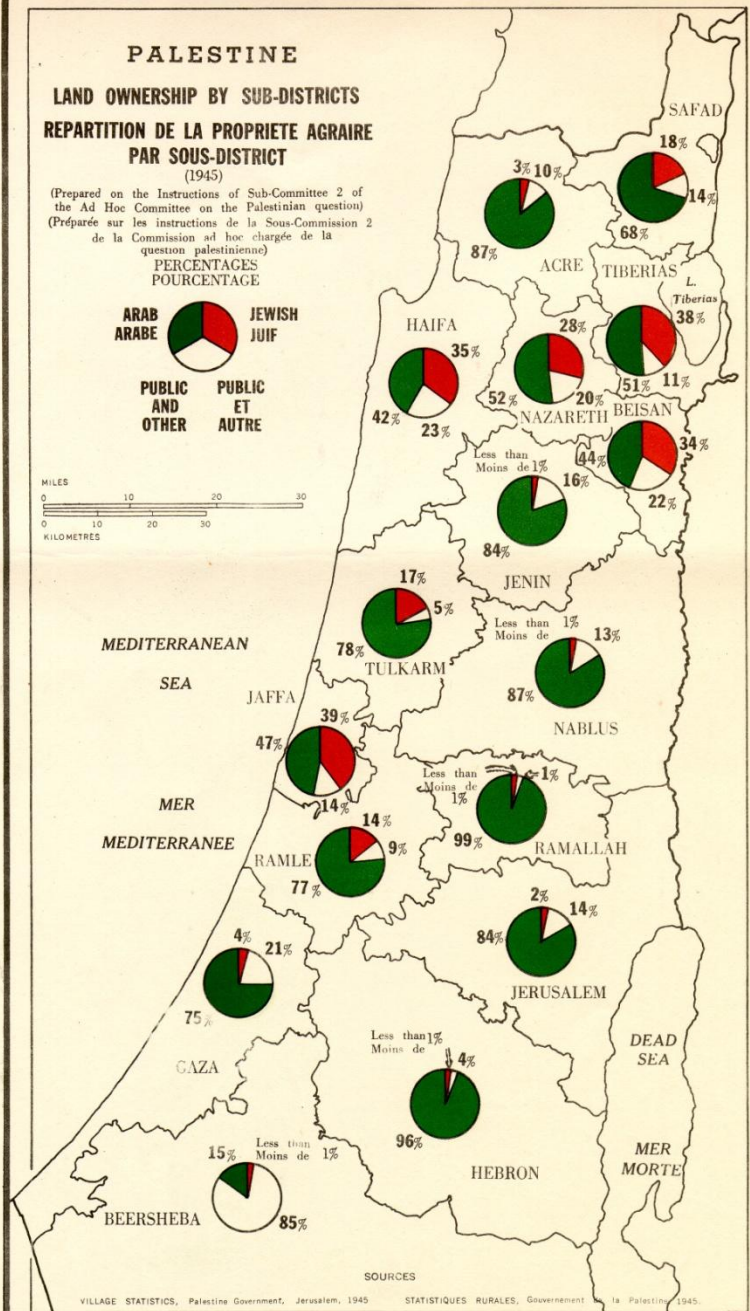 PALESTINE
LAND OWNERSHIP BY SUB-DISTRICTS
REPARTITION DE LA PROPRIETE AGRAIRE
PAR SOUS-DISTRICT
(1945)
(Prepared on the Instructions of Sub-Committee 2 of
the Ad Hoc Committee on the Palestinian question)
(Préparée sur les instructions de la Sous-Commission 2
de la Commission ad hoc chargée de la
question palestinienne)
PERCENTAGES
POURCENTAGE
ARAB
ARABE
JEWISH
JUIF
PUBLIC
AND
OTHER
PUBLIC
ET
AUTRE
MILES
0 10 20 30
0 10 20 30
KILOMETRES
SAFAD
18%
14%
68%
3% 10%
87%
ACRE
TIBERIAS
L.
Tiberias
38%
51% 11%
HAIFA
35%
42%
23%
28%
52%
20%
NAZARETH
BEISAN
34%
44%
22%
Less than
Moins de 1%
16%
84%
JENIN
17%
5%
78%
TULKARM
Less than
Moins de
1%
13%
87%
NABLUS
JAFFA
39%
47%
14%
MEDITERRANEAN
SEA
MER
MEDITERRANEE
Less than
Moins de
1%
1%
99%
RAMALLAH
14%
9%
RAMLE
77%
2%
14%
84%
JERUSALEM
4%
21%
75%
GAZA
Less than
Moins de
1%
4%
96%
HEBRON
DEAD
SEA
MER
MORTE
15%
Less than
Moins de 1%
85%
BEERSHEBA
SOURCES
VILLAGE STATISTICS, Palestine Government, Jerusalem, 1945
STATISTIQUES RURALES, Gouvernement de la Palestine, 1945.